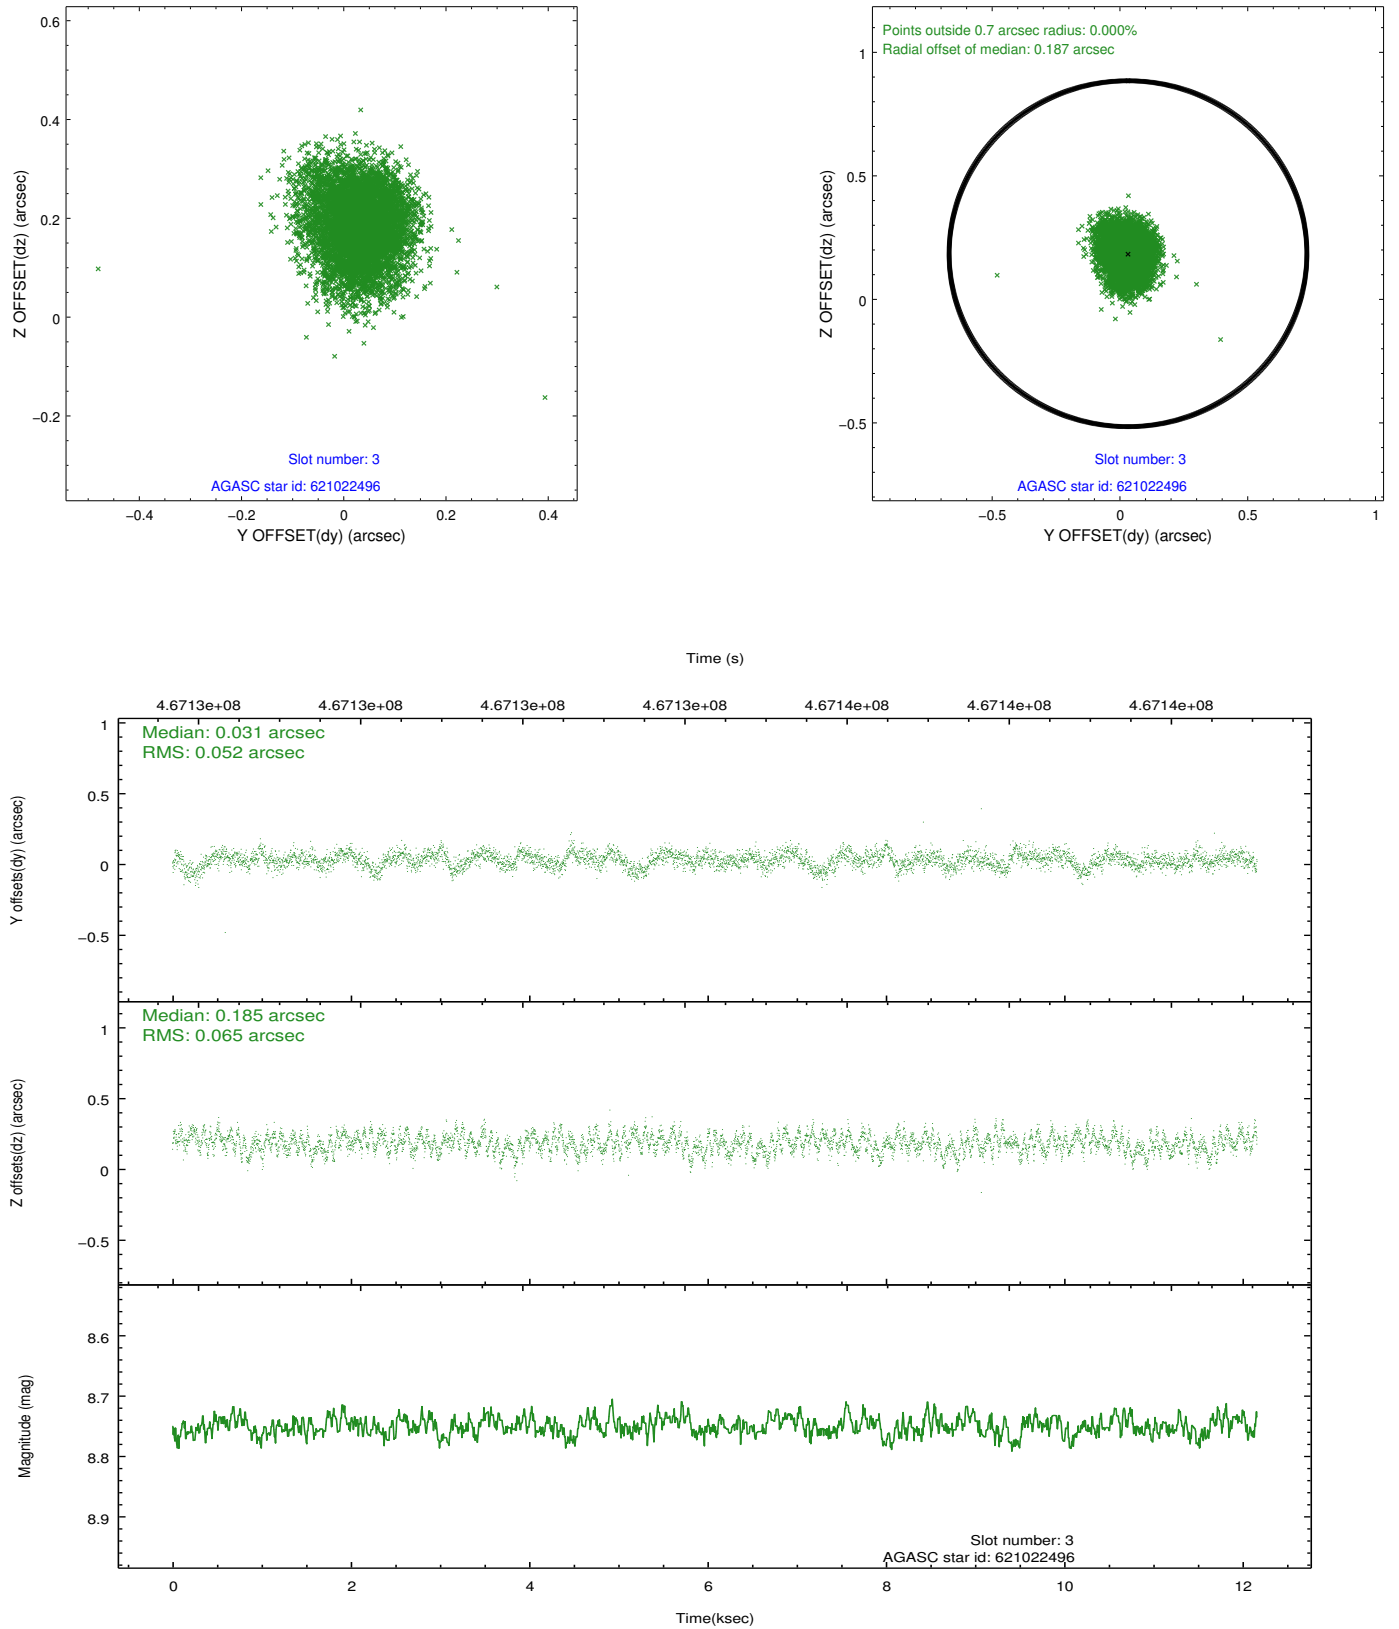 0.6
0.4
0.2
0
−0.2
Z OFFSET(dz) (arcsec)
Slot number: 3
AGASC star id: 621022496
−0.4 −0.2 0 0.2 0.4
Y OFFSET(dy) (arcsec)
Points outside 0.7 arcsec radius: 0.000%
Radial offset of median: 0.187 arcsec
1
0.5
0
−0.5
Z OFFSET(dz) (arcsec)
Slot number: 3
AGASC star id: 621022496
−0.5 0 0.5 1
Y OFFSET(dy) (arcsec)
Time (s)
4.6713e+08 4.6713e+08 4.6713e+08 4.6713e+08 4.6714e+08 4.6714e+08 4.6714e+08
Median: 0.031 arcsec
RMS: 0.052 arcsec
1
0.5
0
−0.5
Y offsets(dy) (arcsec)
Median: 0.185 arcsec
RMS: 0.065 arcsec
1
0.5
0
−0.5
Z offsets(dz) (arcsec)
8.6
8.7
8.8
8.9
Magnitude (mag)
Slot number: 3
AGASC star id: 621022496
0 2 4 6 8 10 12
Time(ksec)